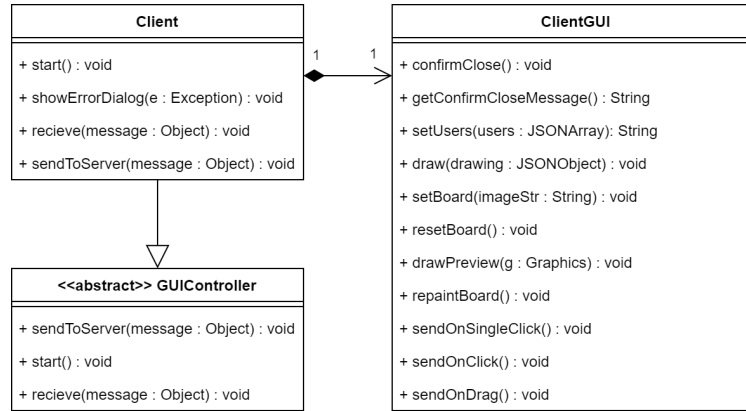 Client
+ start() : void
+ showErrorDialog(e : Exception) : void
+ recieve(message : Object) : void
+ sendToServer(message : Object) : void
1
1
ClientGUI
+ confirmClose() : void
+ getConfirmCloseMessage() : String
+ setUsers(users : JSONArray): String
+ draw(drawing : JSONObject) : void
+ setBoard(imageStr : String) : void
+ resetBoard() : void
+ drawPreview(g : Graphics) : void
+ repaintBoard() : void
+ sendOnSingleClick() : void
+ sendOnClick() : void
+ sendOnDrag() : void
<<abstract>> GUIController
+ sendToServer(message : Object) : void
+ start() : void
+ recieve(message : Object) : void